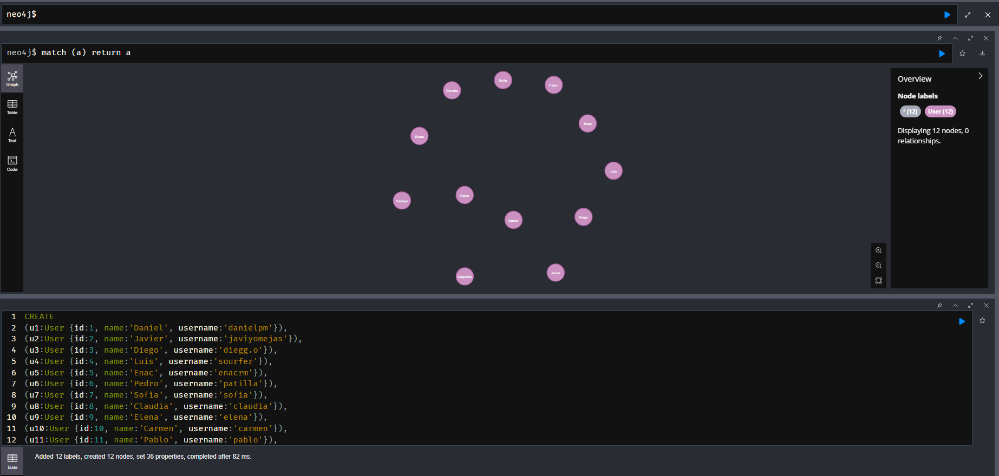 neo4j$
neo4j$ match (a) return a
Graph
Table
Text
Code
Claudia
Sofia
Pedro
Enac
Elena
Luis
Pablo
Carmen
Daniel
Diego
Alejandro
Javier
Overview
Node labels
* (12) User (12)
Displaying 12 nodes, 0
relationships.
1 CREATE
2 (u1:User {id:1, name:'Daniel', username:'danielpm'}),
3 (u2:User {id:2, name:'Javier', username:'javiyomejas'}),
4 (u3:User {id:3, name:'Diego', username:'diegg.o'}),
5 (u4:User {id:4, name:'Luis', username:'sourfer'}),
6 (u5:User {id:5, name:'Enac', username:'enacrm'}),
7 (u6:User {id:6, name:'Pedro', username:'patilla'}),
8 (u7:User {id:7, name:'Sofia', username:'sofia'}),
9 (u8:User {id:8, name:'Claudia', username:'claudia'}),
10 (u9:User {id:9, name:'Elena', username:'elena'}),
11 (u10:User {id:10, name:'Carmen', username:'carmen'}),
12 (u11:User {id:11, name:'Pablo', username:'pablo'}),
Table
Added 12 labels, created 12 nodes, set 36 properties, completed after 82 ms.